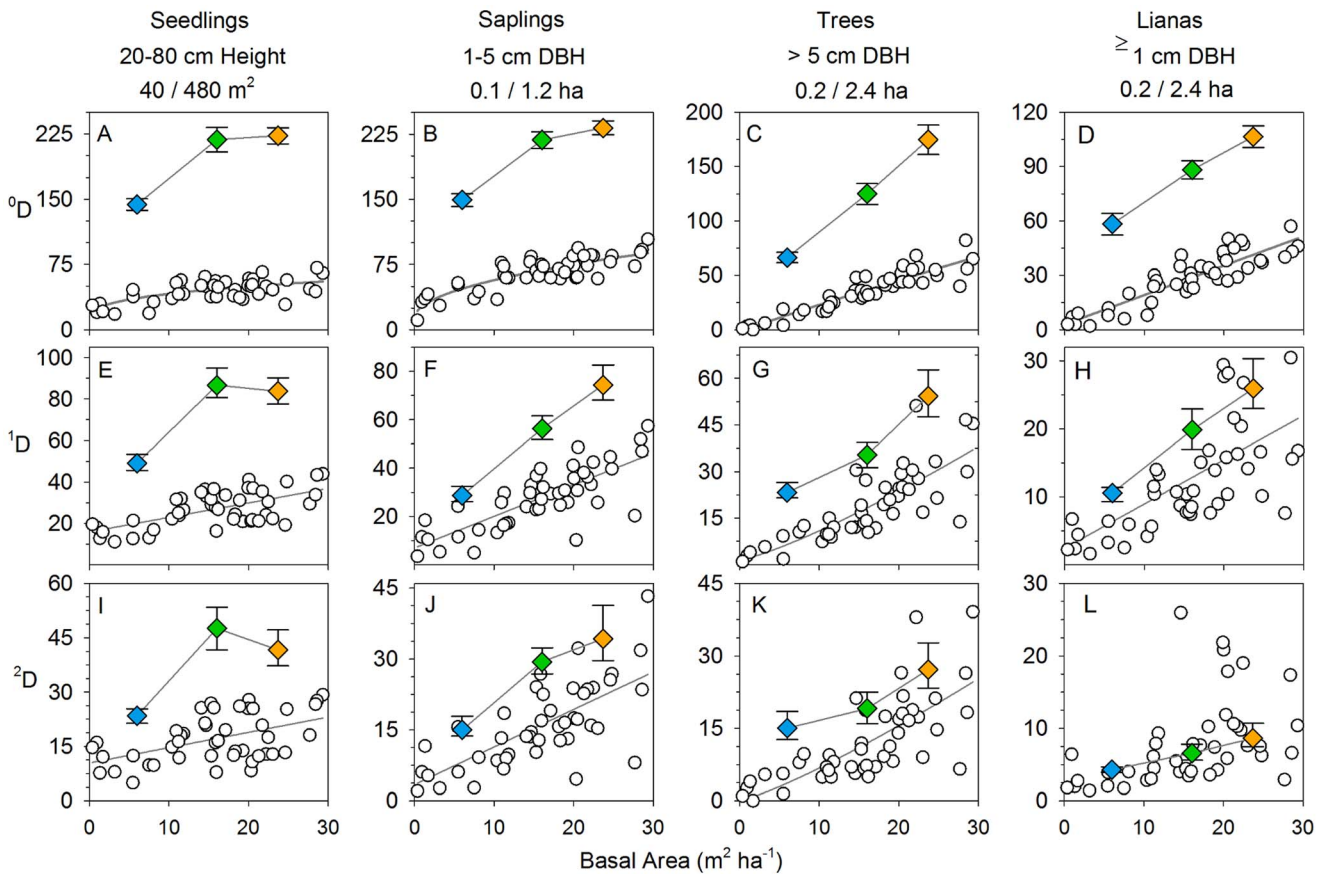 Seedlings Saplings Trees Lianas
20-80 cm Height 1-5 cm DBH > 5 cm DBH ≥ 1 cm DBH
40 / 480 m² 0.1 / 1.2 ha 0.2 / 2.4 ha 0.2 / 2.4 ha
A B C D
225 225 200 120
150 150 150 90
⁰D
100 60
75 75 50 30
0 0 0 0
E F G H
100 80 60 30
80 60 45
¹D
60 40 30 20
40 20 15 10
20
I J K L
60 45 45 30
45 30 30 20
²D
30 15 15 10
15
0 0 0 0
0 10 20 30 0 10 20 30 0 10 20 30 0 10 20 30
Basal Area (m² ha⁻¹)